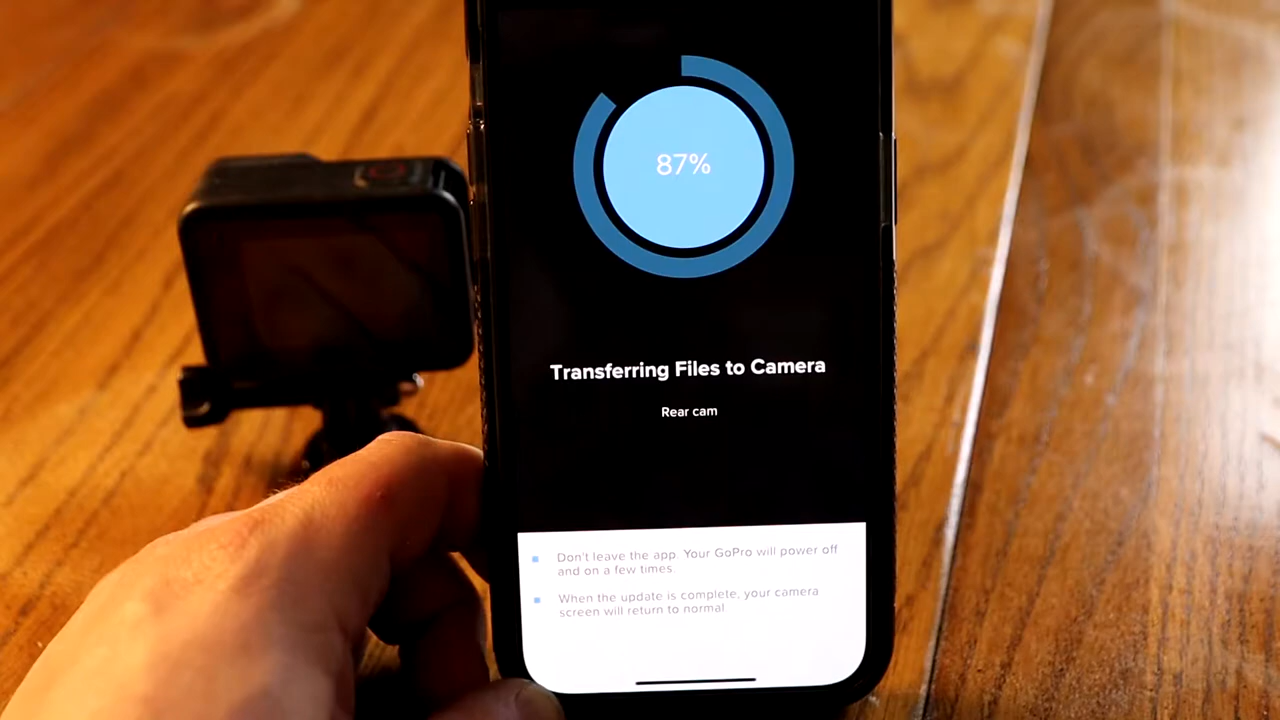 87%
Transferring Files to Camera
Rear cam
Don't leave the app. Your GoPro will power off
and on a few times.
When the update is complete, your camera
screen will return to normal